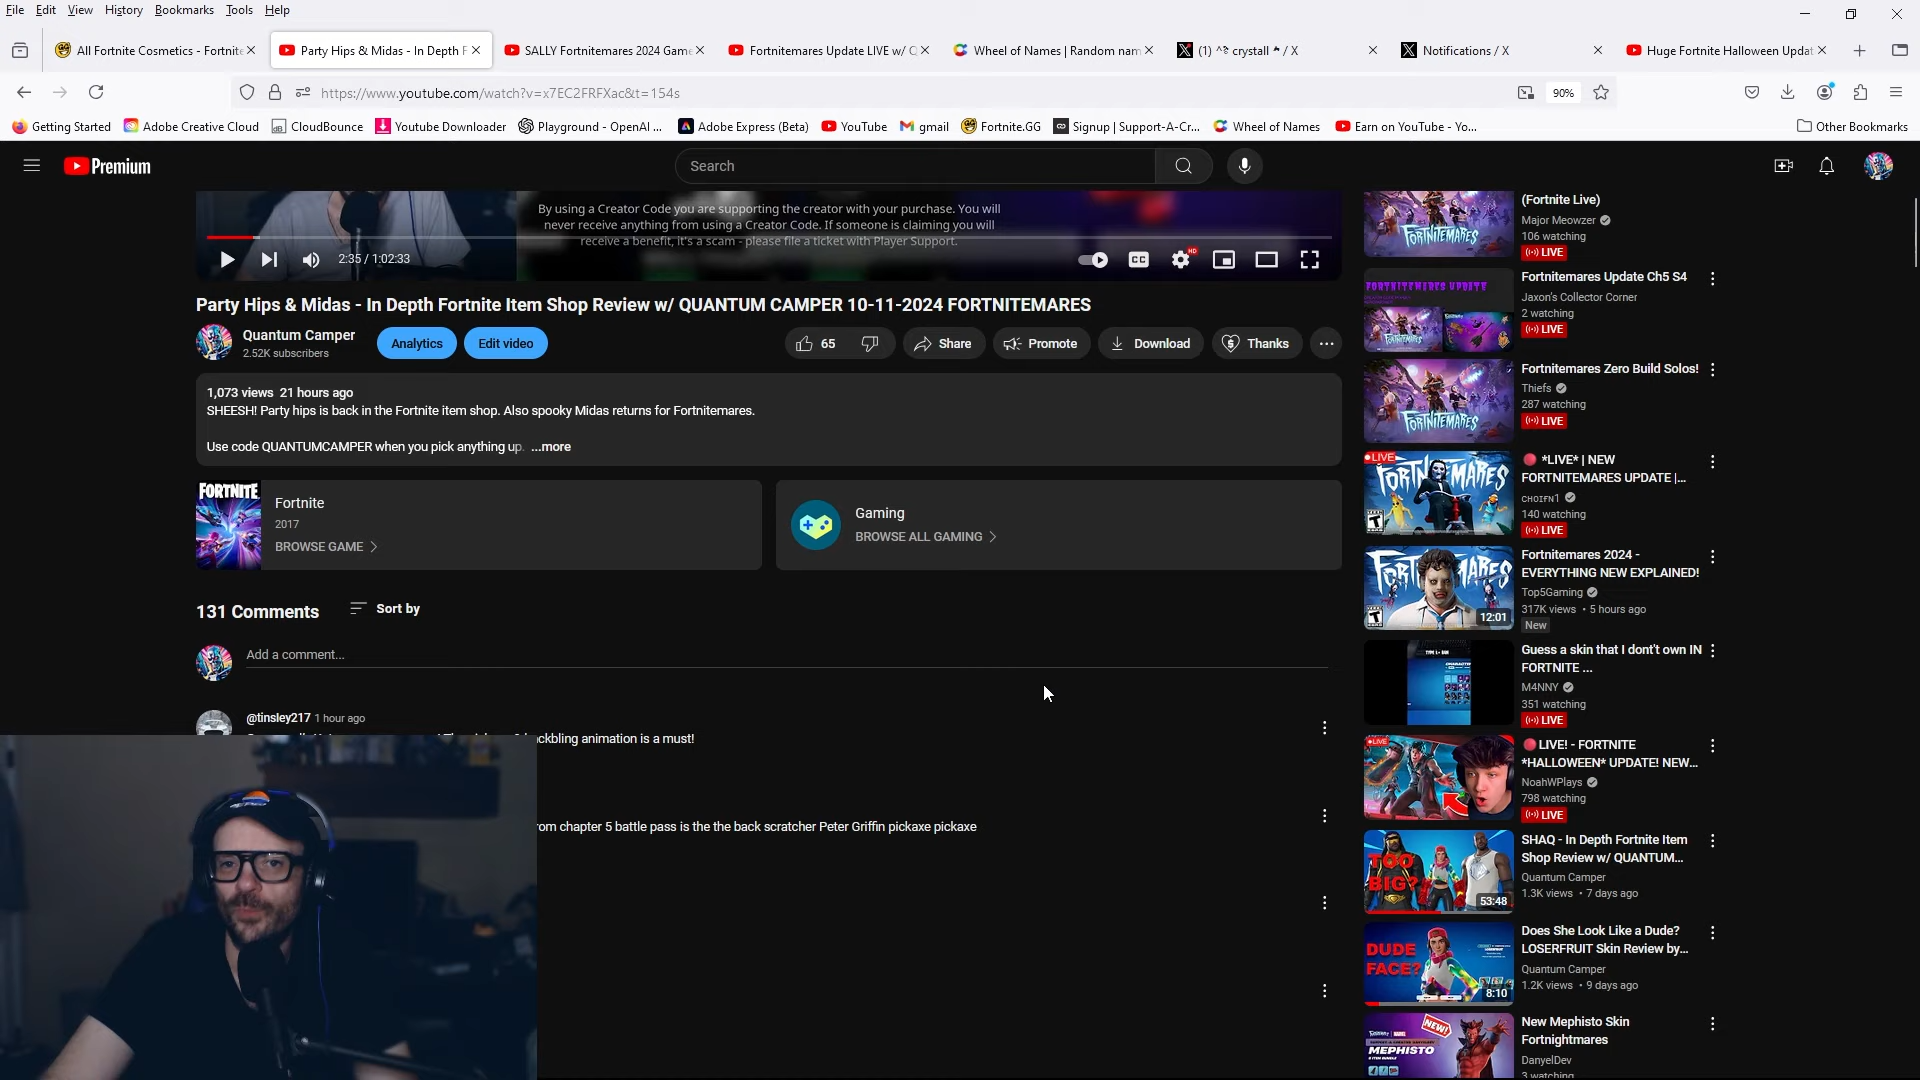 File Edit View History Bookmarks Tools Help
All Fortnite Cosmetics - Fortnite
Party Hips & Midas - In Depth F
SALLY Fortnitemares 2024 Game
Fortnitemares Update LIVE w/ Q
Wheel of Names | Random nam
(1) ^? crystall / X
Notifications / X
Huge Fortnite Halloween Updat
https://www.youtube.com/watch?v=x7EC2FRFXac&t=154s
90%
Getting Started
Adobe Creative Cloud
CloudBounce
Youtube Downloader
Playground - OpenAI ...
Adobe Express (Beta)
YouTube
gmail
Fortnite.GG
Signup | Support-A-Cr...
Wheel of Names
Earn on YouTube - Yo...
Other Bookmarks
Premium
Search
By using a Creator Code you are supporting the creator with your purchase. You will
never receive anything from using a Creator Code. If someone is claiming you will
receive a benefit, it's a scam - please file a ticket with Player Support.
2:35 / 1:02:33
CC
HD
Party Hips & Midas - In Depth Fortnite Item Shop Review w/ QUANTUM CAMPER 10-11-2024 FORTNITEMARES
Quantum Camper
2.52K subscribers
Analytics
Edit video
65
Share
Promote
Download
Thanks
1,073 views 21 hours ago
SHEESH! Party hips is back in the Fortnite item shop. Also spooky Midas returns for Fortnitemares.
Use code QUANTUMCAMPER when you pick anything up. ...more
FORTNITE
Fortnite
2017
BROWSE GAME
Gaming
BROWSE ALL GAMING
131 Comments
Sort by
Add a comment...
@tinsley217 1 hour ago
ckbling animation is a must!
rom chapter 5 battle pass is the the back scratcher Peter Griffin pickaxe pickaxe
FORTNITEMARES
(Fortnite Live)
Major Meowzer
106 watching
LIVE
FORTNITEMARES UPDATE
Fortnitemares Update Ch5 S4
Jaxon's Collector Corner
2 watching
LIVE
FORTNITEMARES
Fortnitemares Zero Build Solos!
Thiefs
287 watching
LIVE
LIVE
FORTNITEMARES
*LIVE* | NEW
FORTNITEMARES UPDATE |...
CHOIFN1
140 watching
LIVE
12:01
Fortnitemares 2024 -
EVERYTHING NEW EXPLAINED!
Top5Gaming
317K views • 5 hours ago
New
Guess a skin that I dont't own IN
FORTNITE ...
M4NNY
351 watching
LIVE
LIVE
LIVE! - FORTNITE
*HALLOWEEN* UPDATE! NEW...
NoahWPlays
798 watching
LIVE
TOO
BIG?
53:48
SHAQ - In Depth Fortnite Item
Shop Review w/ QUANTUM...
Quantum Camper
1.3K views • 7 days ago
DUDE
FACE?
8:10
Does She Look Like a Dude?
LOSERFRUIT Skin Review by...
Quantum Camper
1.2K views • 9 days ago
NEW!
MEPHISTO
New Mephisto Skin
Fortnightmares
DanyelDev
3 watching